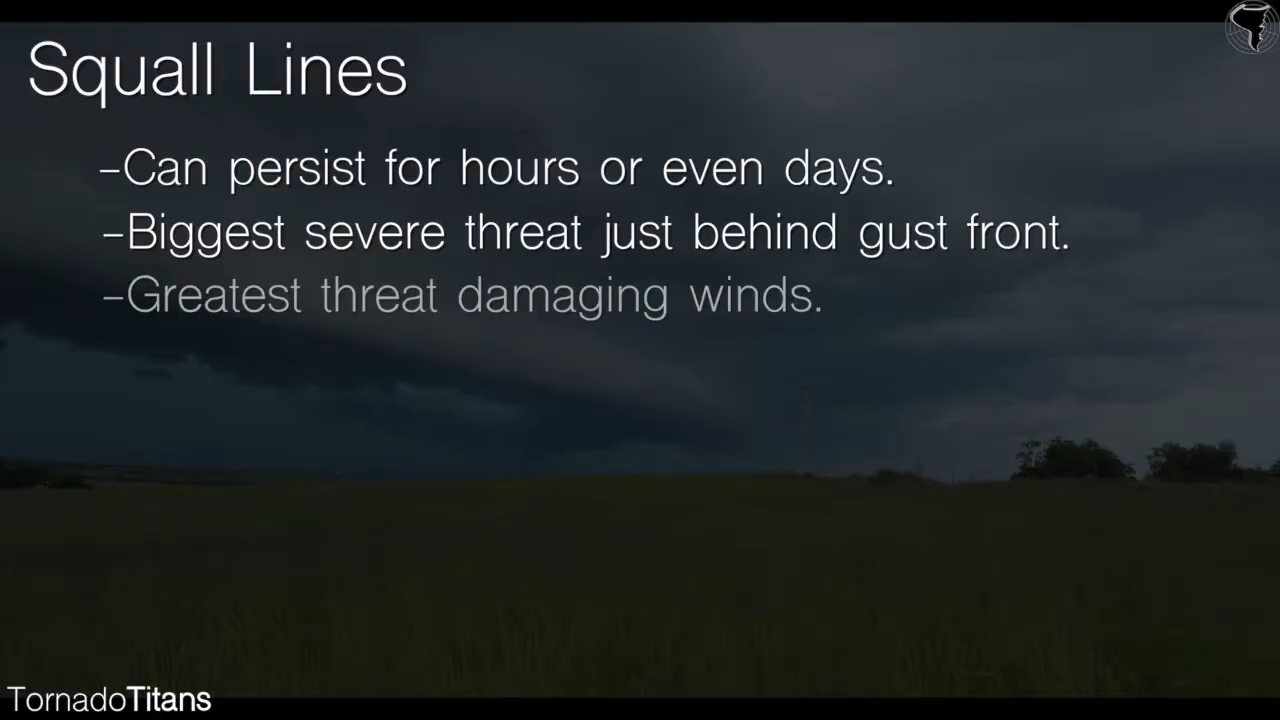 Squall Lines
-Can persist for hours or even days.
-Biggest severe threat just behind gust front.
-Greatest threat damaging winds.
TornadoTitans